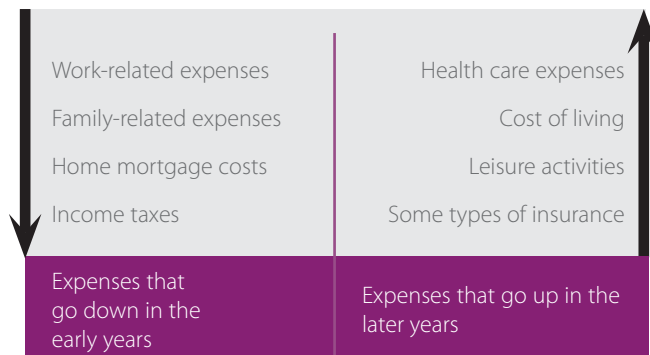 Work-related expenses
Family-related expenses
Home mortgage costs
Income taxes
Expenses that
go down in the
early years
Health care expenses
Cost of living
Leisure activities
Some types of insurance
Expenses that go up in the
later years